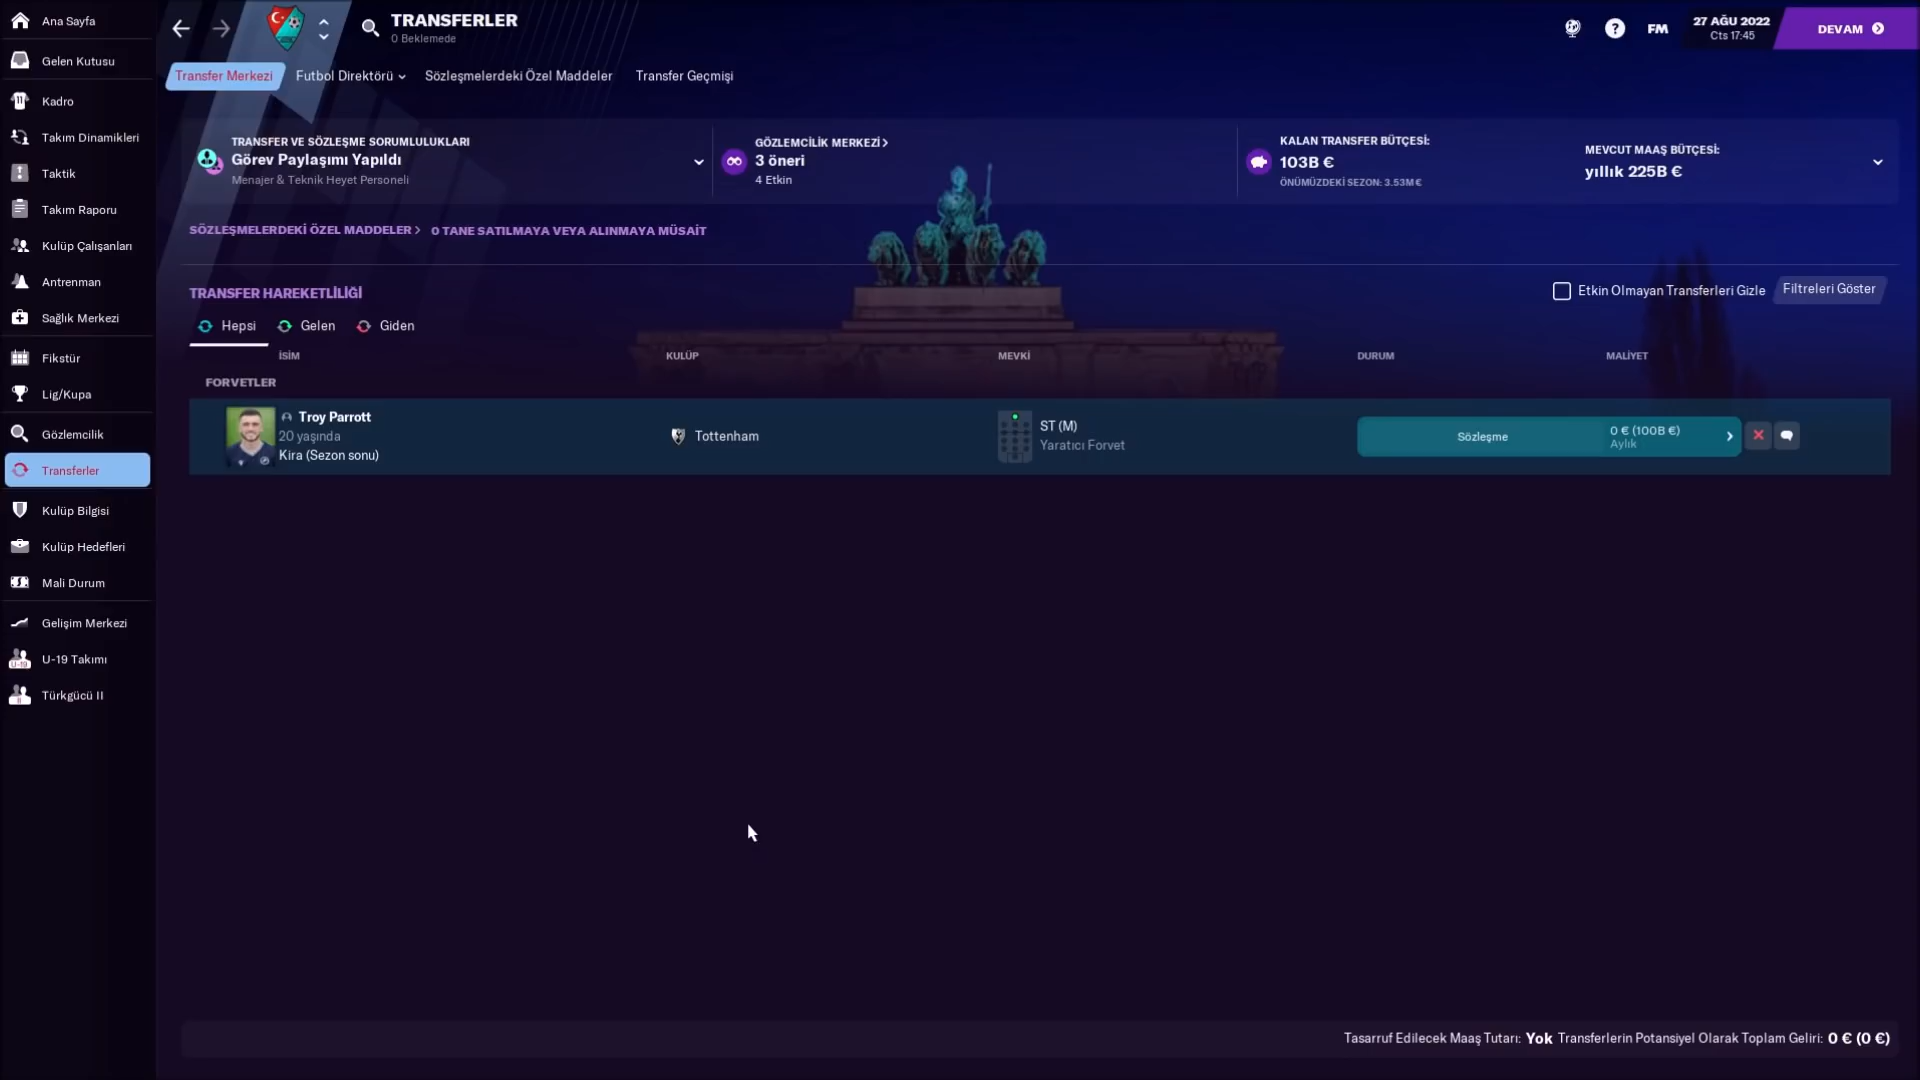 Ana Sayfa
Gelen Kutusu
Kadro
Takım Dinamikleri
Taktik
Takım Raporu
Kulüp Çalışanları
Antrenman
Sağlık Merkezi
Fikstür
Lig/Kupa
Gözlemcilik
Transferler
Kulüp Bilgisi
Kulüp Hedefleri
Mali Durum
Gelişim Merkezi
U-19 Takımı
Türkgücü II
TRANSFERLER
0 Beklemede
FM
27 AĞU 2022
Cts 17:45
DEVAM
Transfer Merkezi
Futbol Direktörü
Sözleşmelerdeki Özel Maddeler
Transfer Geçmişi
TRANSFER VE SÖZLEŞME SORUMLULUKLARI
Görev Paylaşımı Yapıldı
Menajer & Teknik Heyet Personeli
GÖZLEMCİLİK MERKEZİ >
3 öneri
4 Etkin
KALAN TRANSFER BÜTÇESİ:
103B €
ÖNÜMÜZDEKİ SEZON: 3.53M €
MEVCUT MAAŞ BÜTÇESİ:
yıllık 225B €
SÖZLEŞMELERDEKİ ÖZEL MADDELER > 0 TANE SATILMAYA VEYA ALINMAYA MÜSAİT
TRANSFER HAREKETLİLİĞİ
Etkin Olmayan Transferleri Gizle
Filtreleri Göster
Hepsi
Gelen
Giden
İSİM KULÜP MEVKİ DURUM MALİYET
FORVETLER
Troy Parrott
20 yaşında
Kira (Sezon sonu)
Tottenham
ST (M)
Yaratıcı Forvet
Sözleşme
0 € (100B €)
Aylık
Tasarruf Edilecek Maaş Tutarı: Yok Transferlerin Potansiyel Olarak Toplam Geliri: 0 € (0 €)